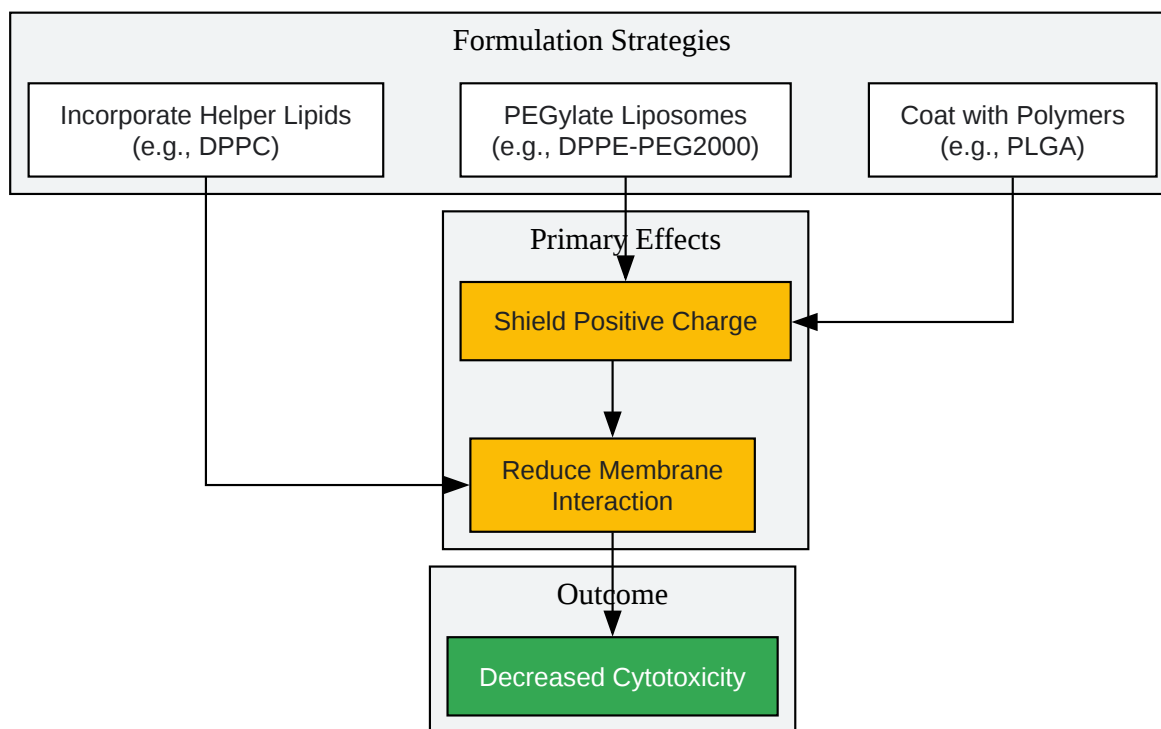 Formulation Strategies
Incorporate Helper Lipids
(e.g., DPPC)
PEGylate Liposomes
(e.g., DPPE-PEG2000)
Coat with Polymers
(e.g., PLGA)
Primary Effects
Shield Positive Charge
Reduce Membrane
Interaction
Outcome
Decreased Cytotoxicity